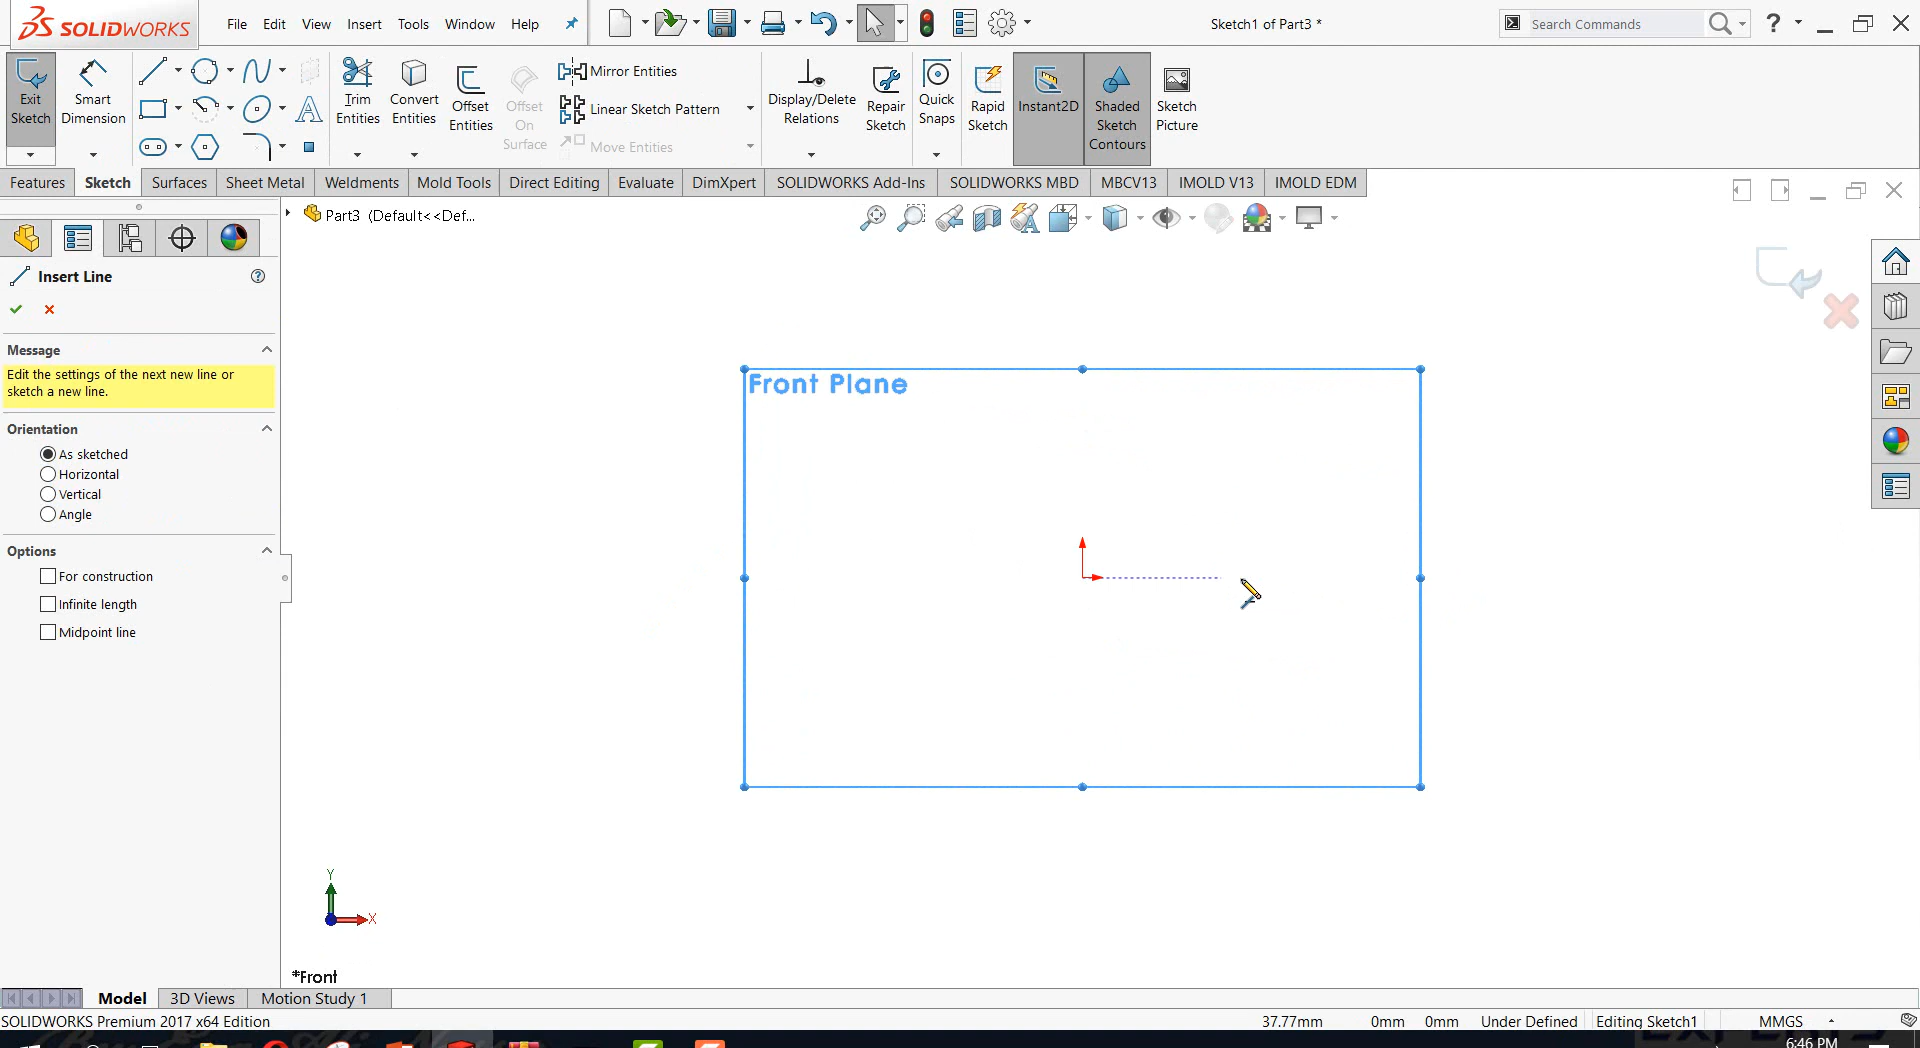 SOLIDWORKS
File
Edit
View
Insert
Tools
Window
Help
Sketch1 of Part3 *
Search Commands
?
Exit
Sketch
Smart
Dimension
Trim
Entities
Convert
Entities
Offset
Entities
Offset
On
Surface
Mirror Entities
Linear Sketch Pattern
Move Entities
Display/Delete
Relations
Repair
Sketch
Quick
Snaps
Rapid
Sketch
Instant2D
Shaded
Sketch
Contours
Sketch
Picture
Features
Sketch
Surfaces
Sheet Metal
Weldments
Mold Tools
Direct Editing
Evaluate
DimXpert
SOLIDWORKS Add-Ins
SOLIDWORKS MBD
MBCV13
IMOLD V13
IMOLD EDM
Part3 (Default<<Def...
Insert Line
?
Message
Edit the settings of the next new line or
sketch a new line.
Orientation
As sketched
Horizontal
Vertical
Angle
Options
For construction
Infinite length
Midpoint line
Front Plane
Y
X
*Front
Model
3D Views
Motion Study 1
SOLIDWORKS Premium 2017 x64 Edition
37.77mm
0mm
0mm
Under Defined
Editing Sketch1
MMGS
6:46 PM